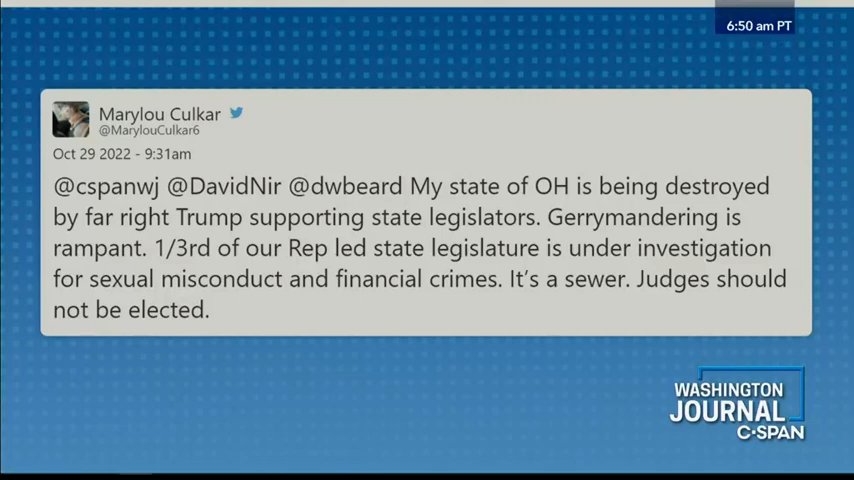 6:50 am PT
Marylou Culkar
@MarylouCulkar6
Oct 29 2022 - 9:31am
@cspanwj @DavidNir @dwbeard My state of OH is being destroyed
by far right Trump supporting state legislators. Gerrymandering is
rampant. 1/3rd of our Rep led state legislature is under investigation
for sexual misconduct and financial crimes. It’s a sewer. Judges should
not be elected.
WASHINGTON
JOURNAL
C-SPAN